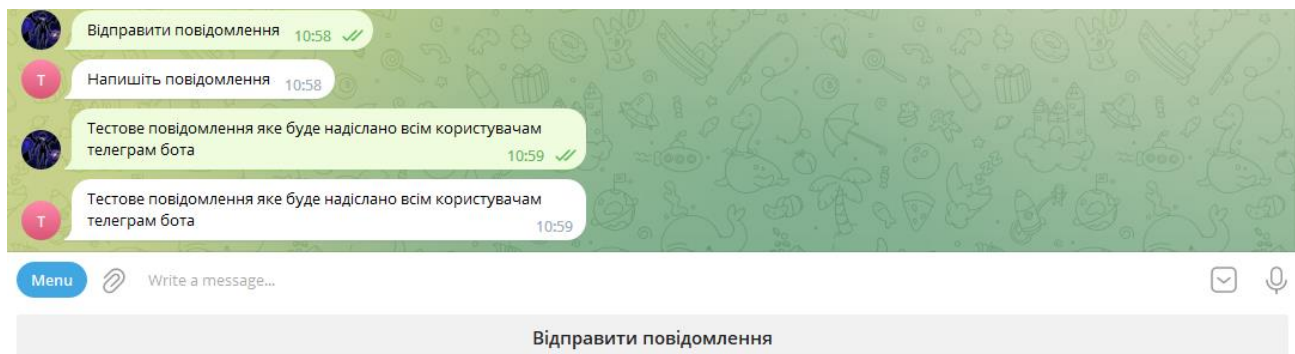 Відправити повідомлення 10:58
T Напишіть повідомлення 10:58
Тестове повідомлення яке буде надіслано всім користувачам
телеграм бота 10:59
Тестове повідомлення яке буде надіслано всім користувачам
T телеграм бота 10:59
Menu Write a message...
Відправити повідомлення